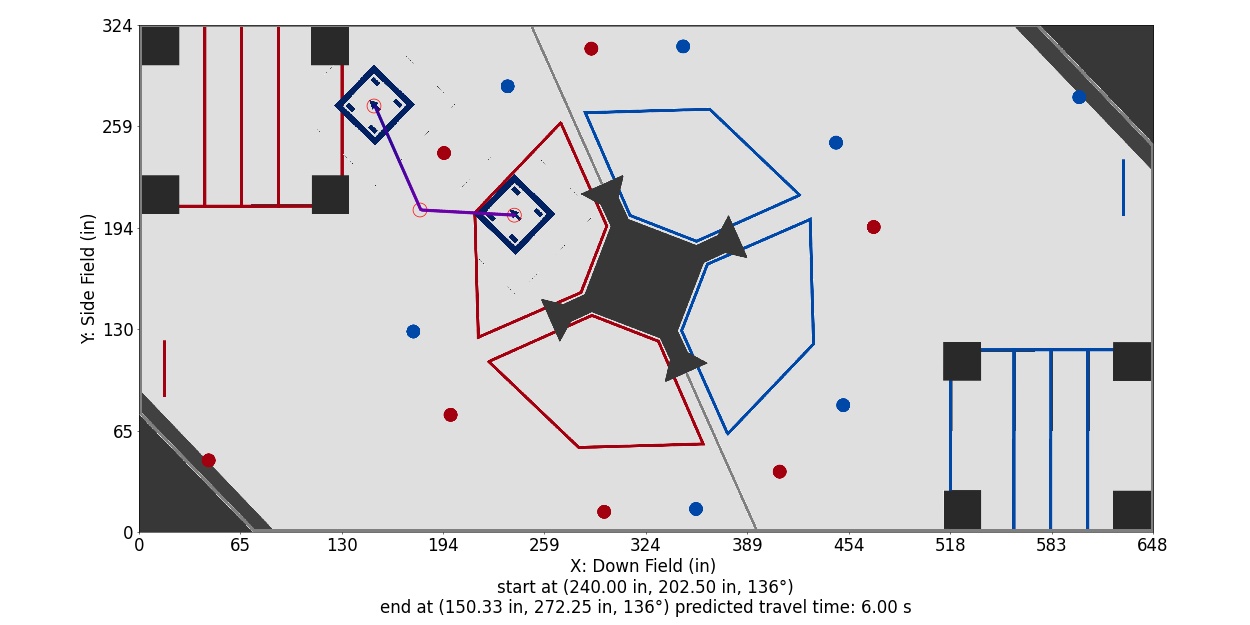 324
259
194
130
65
0
Y: Side Field (in)
0 65 130 194 259 324 389 454 518 583 648
X: Down Field (in)
start at (240.00 in, 202.50 in, 136°)
end at (150.33 in, 272.25 in, 136°) predicted travel time: 6.00 s